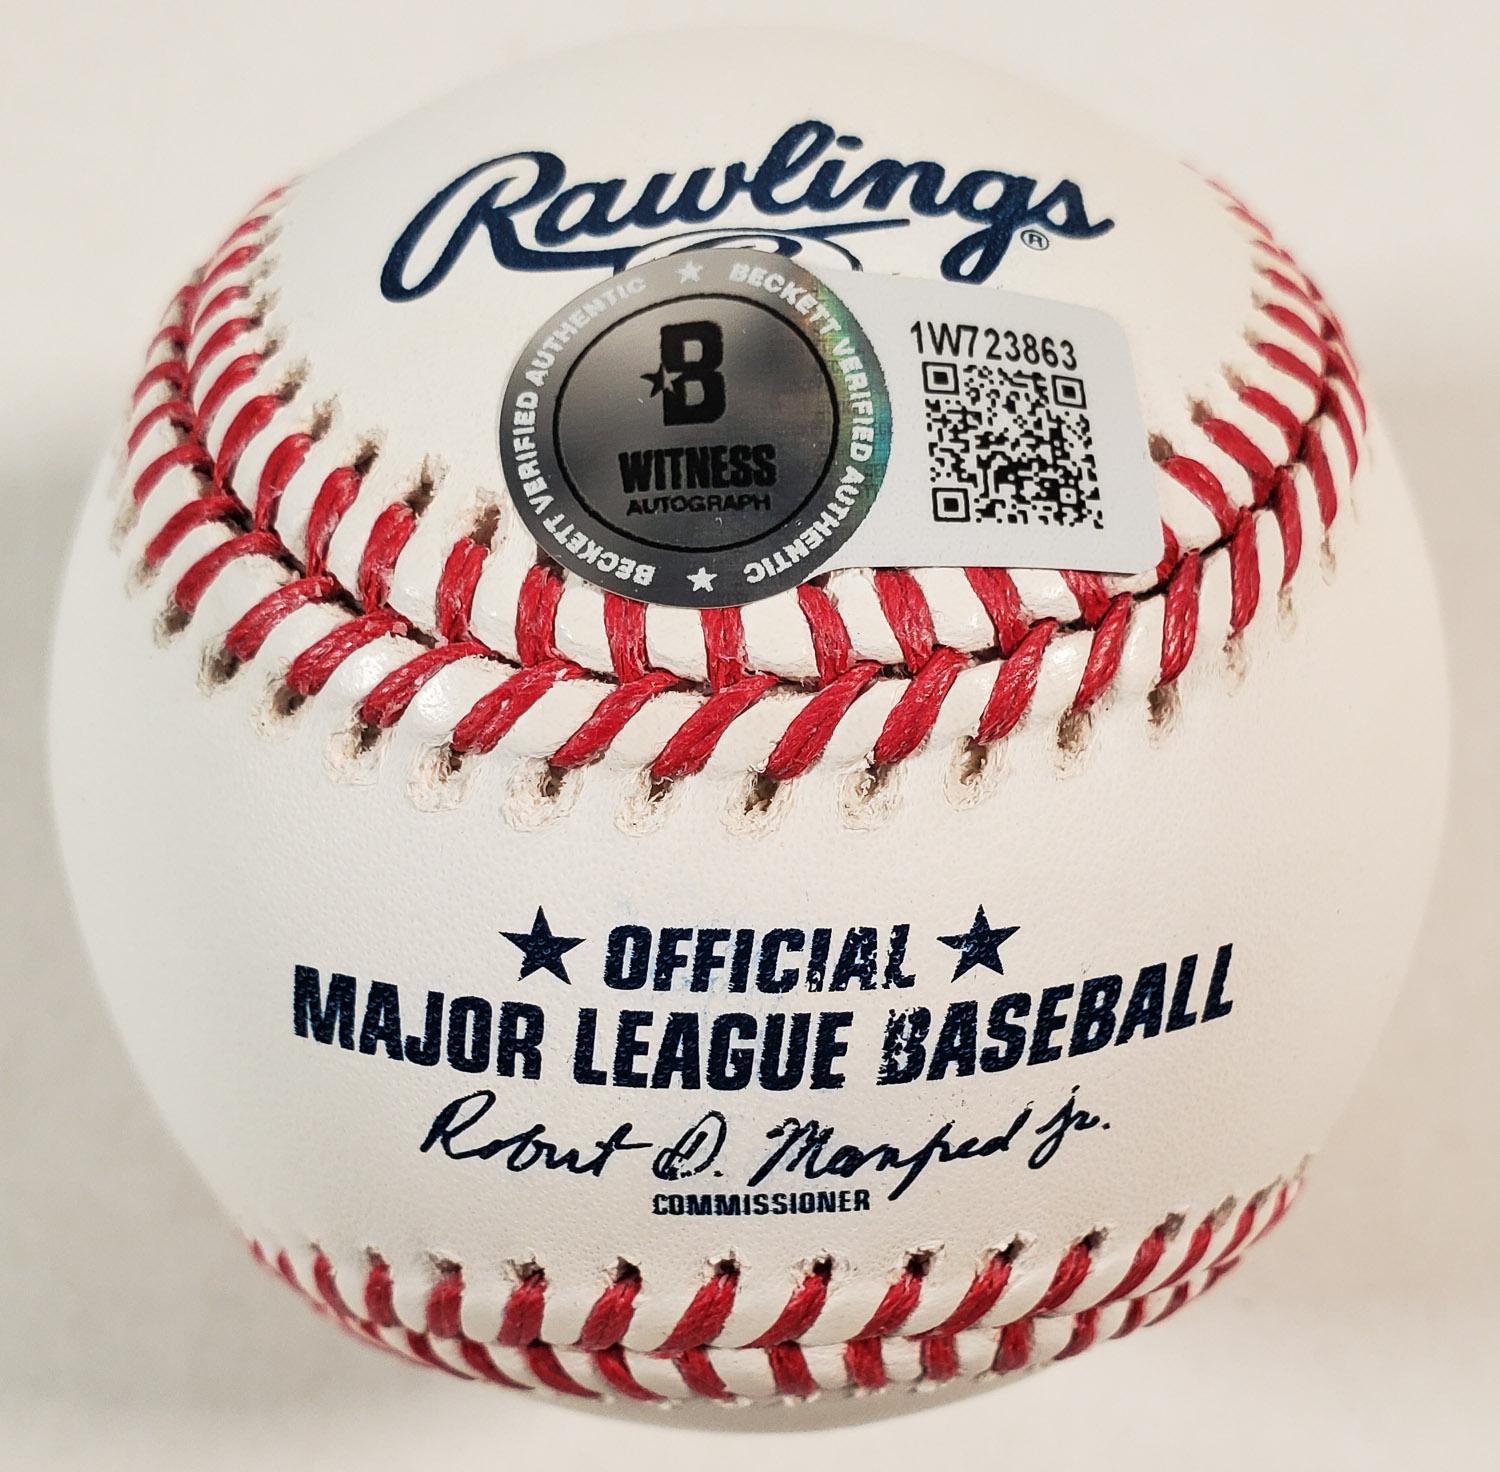 Rawlings®
BECKETT VERIFIED AUTHENTIC ★ BECKETT VERIFIED AUTHENTIC ★
B
WITNESS
AUTOGRAPH
1W723863
★ OFFICIAL ★
MAJOR LEAGUE BASEBALL
Robert D. Manfred Jr.
COMMISSIONER